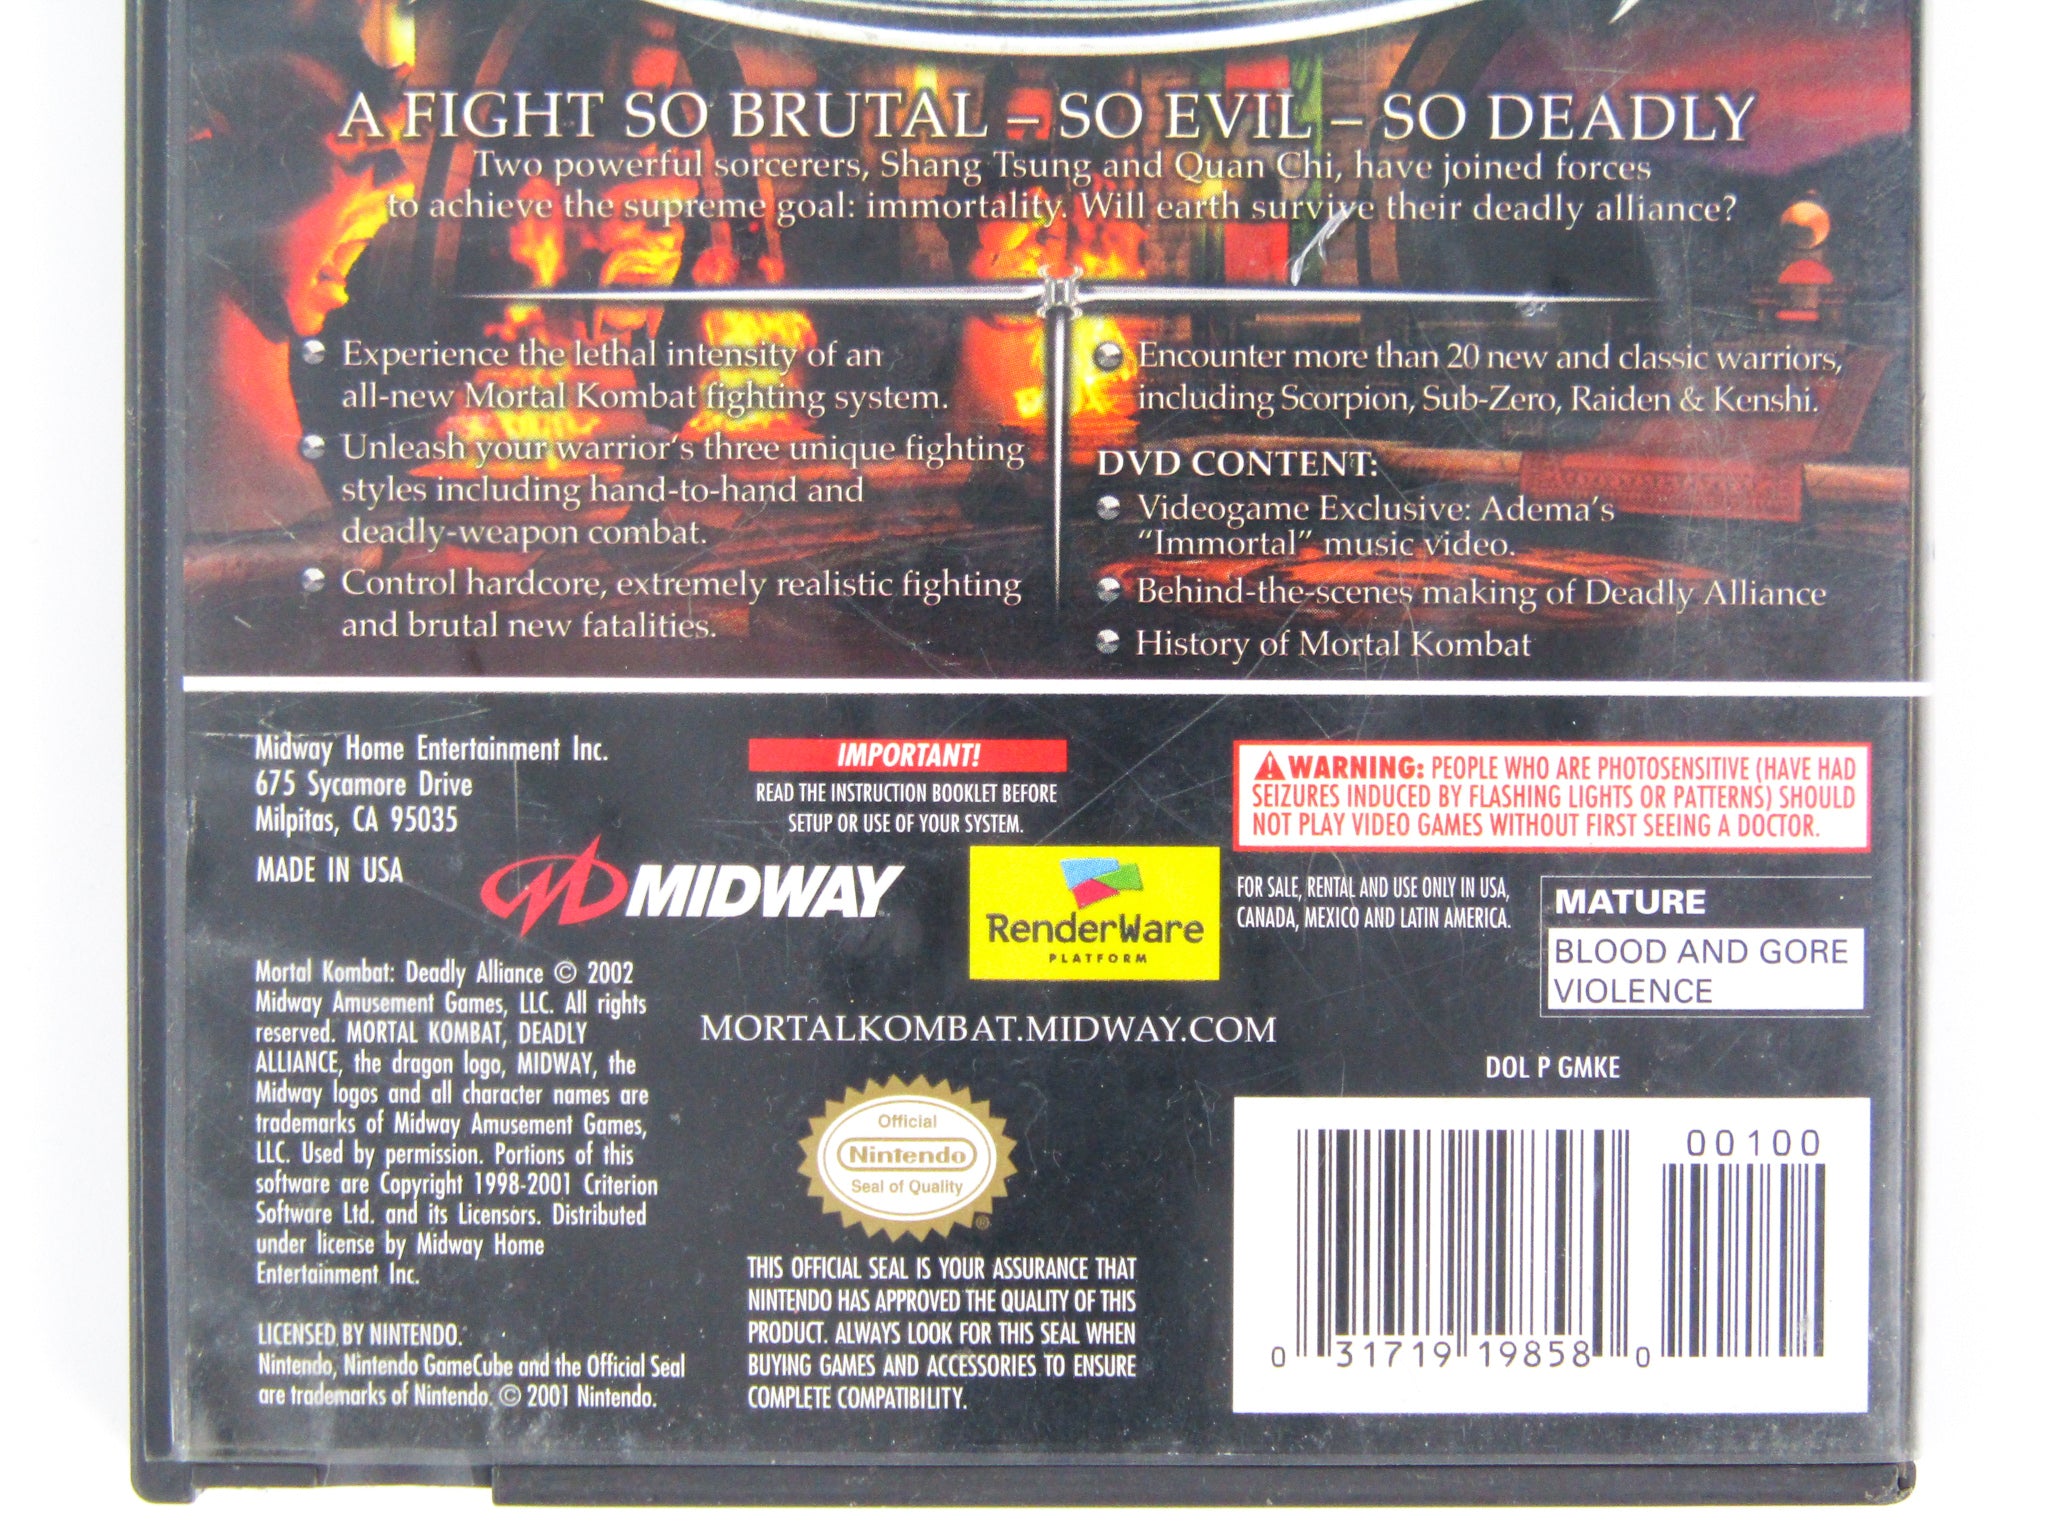 A FIGHT SO BRUTAL – SO EVIL – SO DEADLY
Two powerful sorcerers, Shang Tsung and Quan Chi, have joined forces
to achieve the supreme goal: immortality. Will earth survive their deadly alliance?
Experience the lethal intensity of an
all-new Mortal Kombat fighting system.
Unleash your warrior's three unique fighting
styles including hand-to-hand and
deadly-weapon combat.
Control hardcore, extremely realistic fighting
and brutal new fatalities.
Encounter more than 20 new and classic warriors,
including Scorpion, Sub-Zero, Raiden & Kenshi.
DVD CONTENT:
Videogame Exclusive: Adema's
"Immortal" music video.
Behind-the-scenes making of Deadly Alliance
History of Mortal Kombat
Midway Home Entertainment Inc.
675 Sycamore Drive
Milpitas, CA 95035
MADE IN USA
IMPORTANT!
READ THE INSTRUCTION BOOKLET BEFORE
SETUP OR USE OF YOUR SYSTEM.
WARNING: PEOPLE WHO ARE PHOTOSENSITIVE (HAVE HAD
SEIZURES INDUCED BY FLASHING LIGHTS OR PATTERNS) SHOULD
NOT PLAY VIDEO GAMES WITHOUT FIRST SEEING A DOCTOR.
MIDWAY
RenderWare
PLATFORM
FOR SALE, RENTAL AND USE ONLY IN USA,
CANADA, MEXICO AND LATIN AMERICA.
MATURE
BLOOD AND GORE
VIOLENCE
Mortal Kombat: Deadly Alliance © 2002
Midway Amusement Games, LLC. All rights
reserved. MORTAL KOMBAT, DEADLY
ALLIANCE, the dragon logo, MIDWAY, the
Midway logos and all character names are
trademarks of Midway Amusement Games,
LLC. Used by permission. Portions of this
software are Copyright 1998-2001 Criterion
Software Ltd. and its Licensors. Distributed
under license by Midway Home
Entertainment Inc.
LICENSED BY NINTENDO.
Nintendo, Nintendo GameCube and the Official Seal
are trademarks of Nintendo. © 2001 Nintendo.
MORTALKOMBAT.MIDWAY.COM
Official
Nintendo
Seal of Quality
®
THIS OFFICIAL SEAL IS YOUR ASSURANCE THAT
NINTENDO HAS APPROVED THE QUALITY OF THIS
PRODUCT. ALWAYS LOOK FOR THIS SEAL WHEN
BUYING GAMES AND ACCESSORIES TO ENSURE
COMPLETE COMPATIBILITY.
DOL P GMKE
00100
0 31719 19858 0